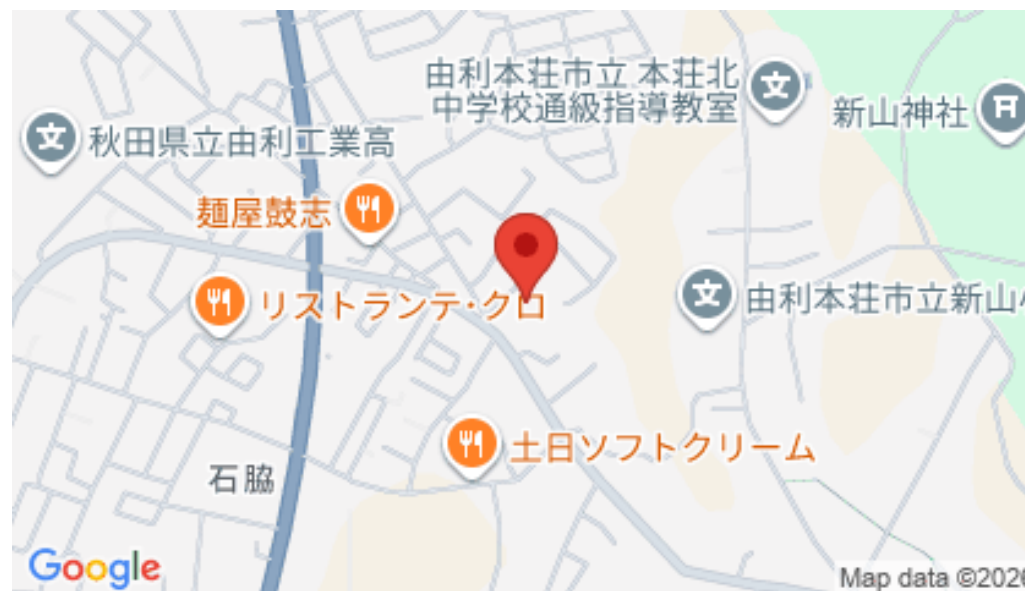 由利本荘市立 本荘北
中学校通級指導教室
新山神社
秋田県立由利工業高
麺屋鼓志
リストランテ・クロ
由利本荘市立新山小
土日ソフトクリーム
石脇
Google
Map data ©2026